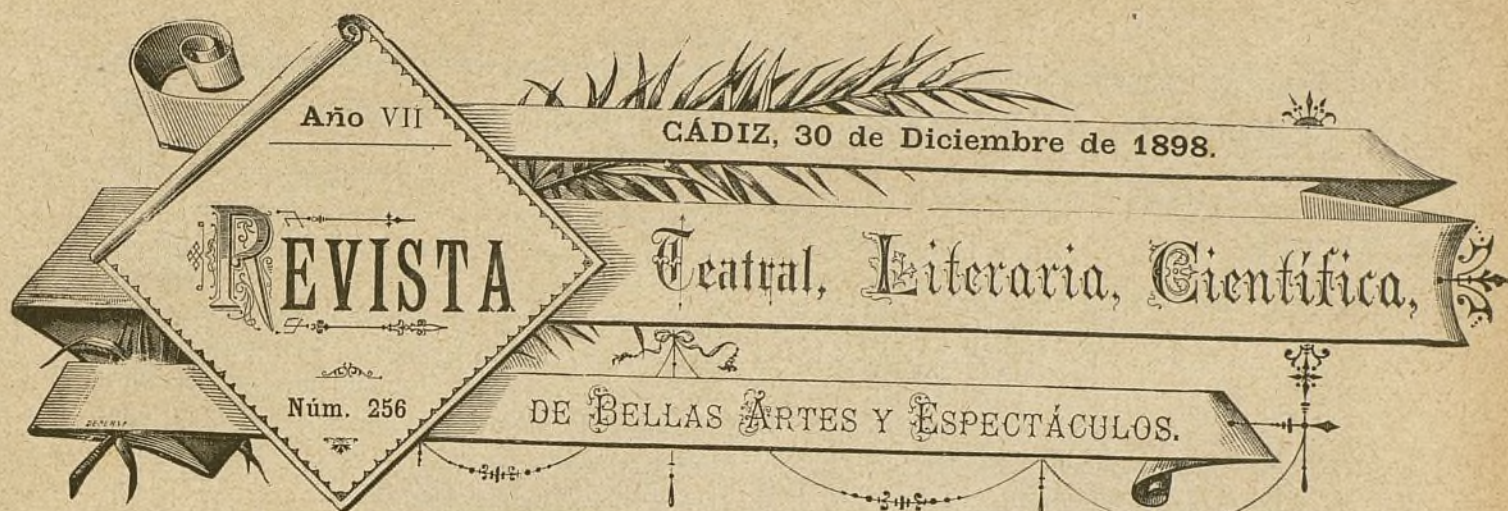 Año VII
CÁDIZ, 30 de Diciembre de 1898.
REVISTA
Teatral, Literaria, Científica,
Núm. 256
DE BELLAS ARTES Y ESPECTÁCULOS.